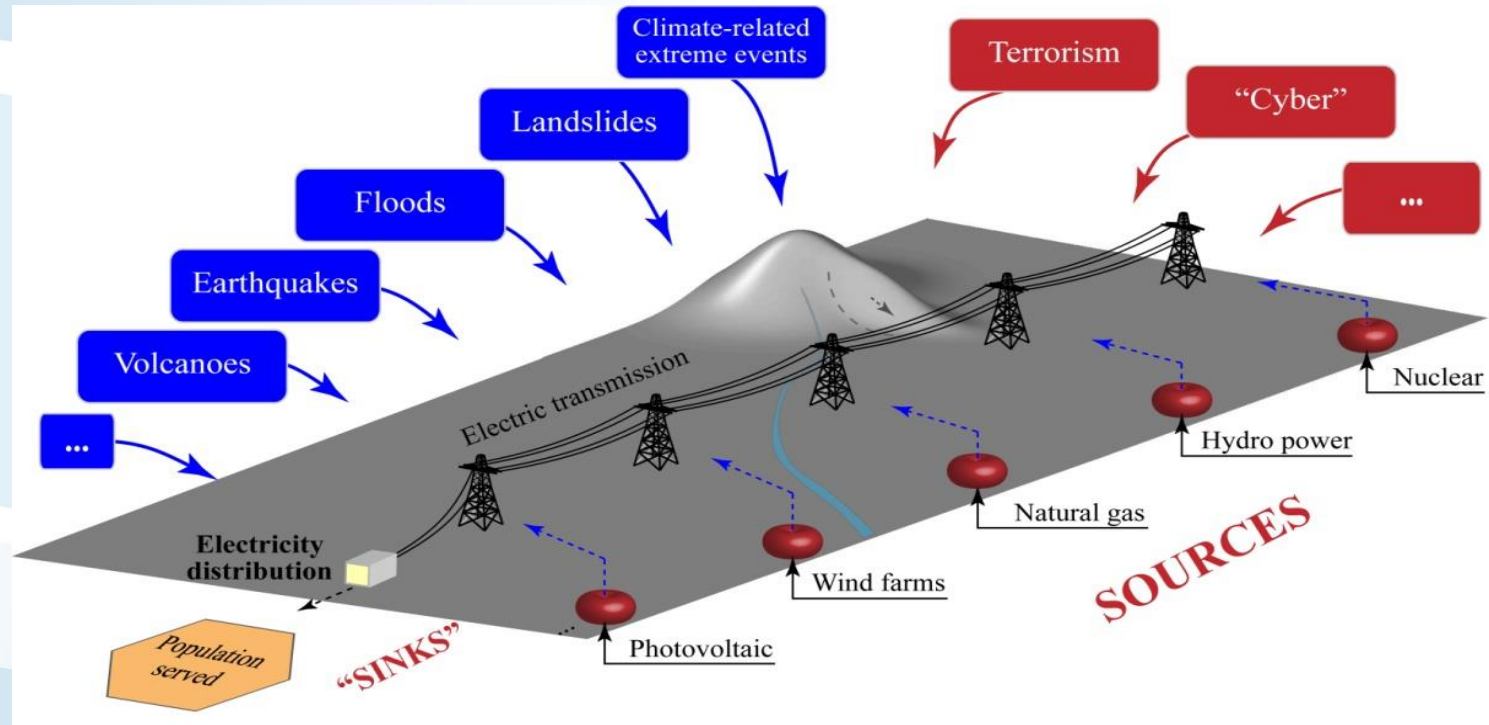 Climate-related
extreme events
Terrorism
“Cyber”
...
Landslides
Floods
Earthquakes
Volcanoes
...
Electric transmission
Nuclear
Hydro power
Natural gas
Wind farms
...
Photovoltaic
SOURCES
Electricity
distribution
Population
served
“SINKS”